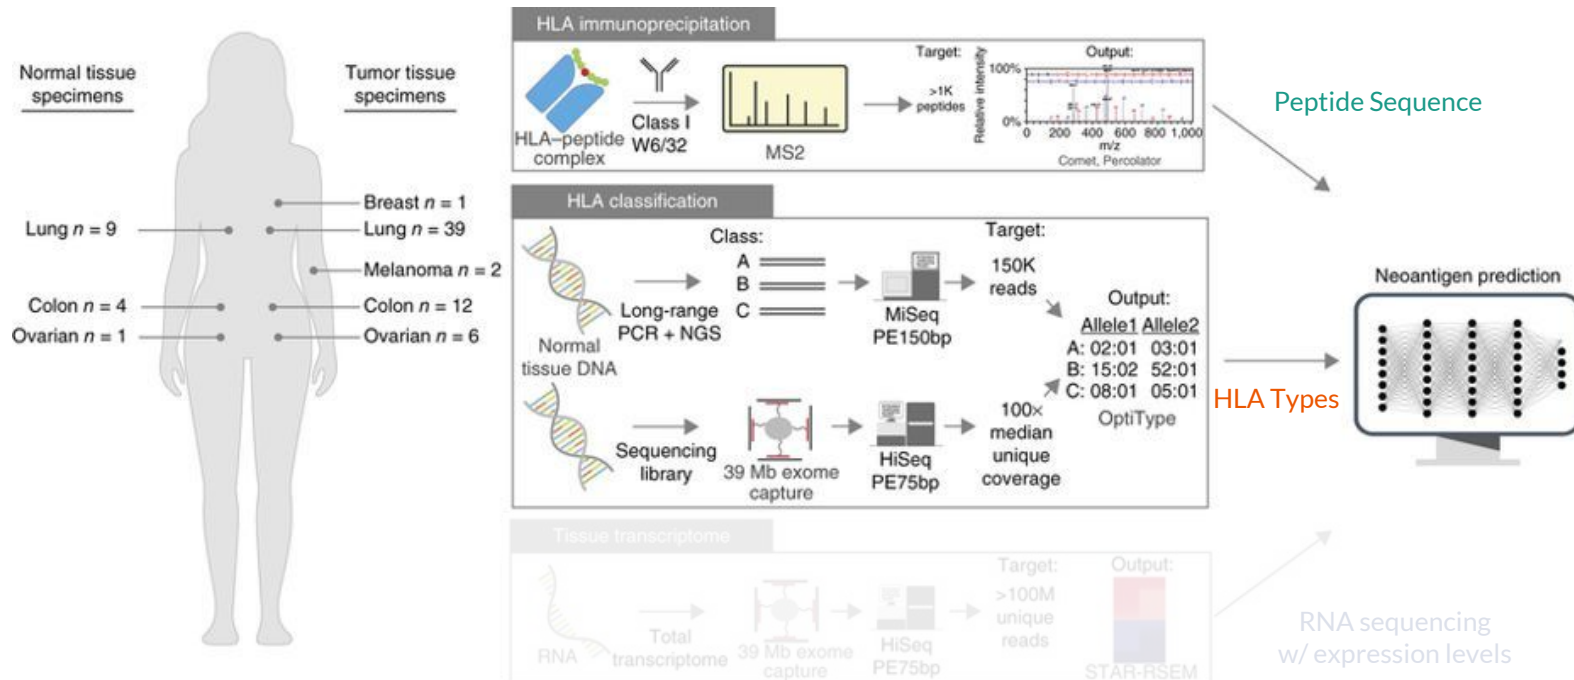 Normal tissue
specimens
Tumor tissue
specimens
Breast n = 1
Lung n = 9
Lung n = 39
Melanoma n = 2
Colon n = 4
Colon n = 12
Ovarian n = 1
Ovarian n = 6
HLA immunoprecipitation
HLA–peptide
complex
Class I
W6/32
MS2
Target:
>1K
peptides
Output:
Relative intensity
100%
0%
0 200 400 600 800 1,000
m/z
Comet, Percolator
Peptide Sequence
HLA classification
Normal
tissue DNA
Long-range
PCR + NGS
Class:
A
B
C
MiSeq
PE150bp
Target:
150K
reads
Sequencing
library
39 Mb exome
capture
HiSeq
PE75bp
100×
median
unique
coverage
Output:
Allele1 Allele2
A: 02:01 03:01
B: 15:02 52:01
C: 08:01 05:01
OptiType
HLA Types
Neoantigen prediction
Tissue transcriptome
RNA
Total
transcriptome
39 Mb exome
capture
HiSeq
PE75bp
Target:
>100M
unique
reads
Output:
STAR-RSEM
RNA sequencing
w/ expression levels